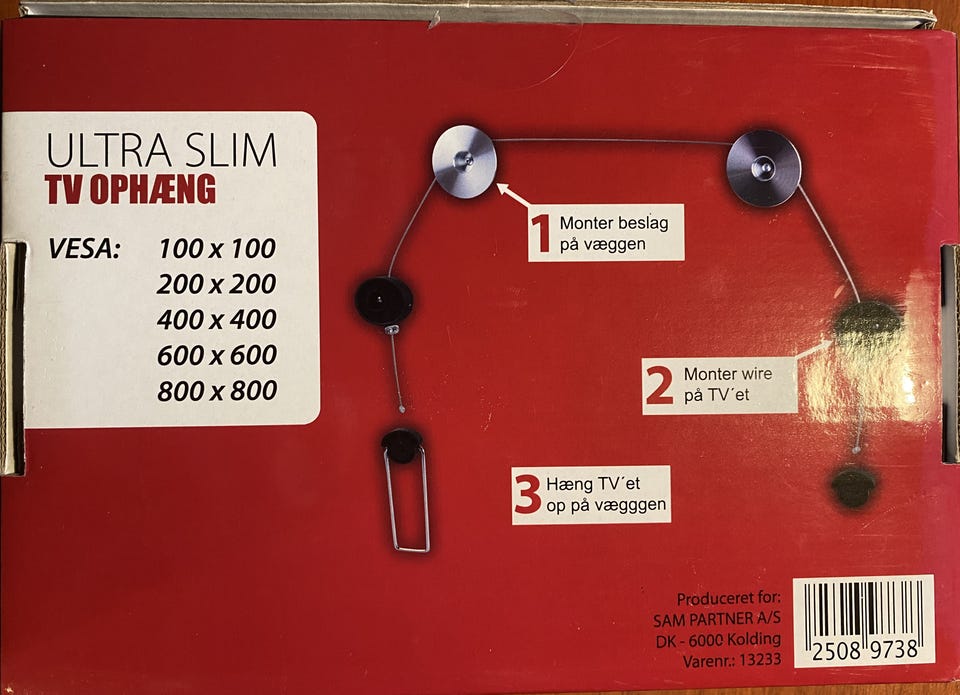 ULTRA SLIM
TV OPHÆNG
VESA: 100 x 100
200 x 200
400 x 400
600 x 600
800 x 800
1 Monter beslag
på væggen
2 Monter wire
på TV´et
3 Hæng TV´et
op på vægggen
Produceret for:
SAM PARTNER A/S
DK - 6000 Kolding
Varenr.: 13233
2508 9738